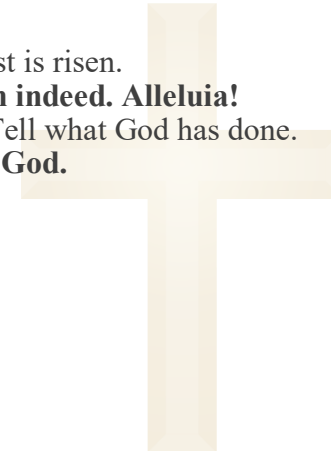 st is risen.
n indeed. Alleluia!
Tell what God has done.
God.